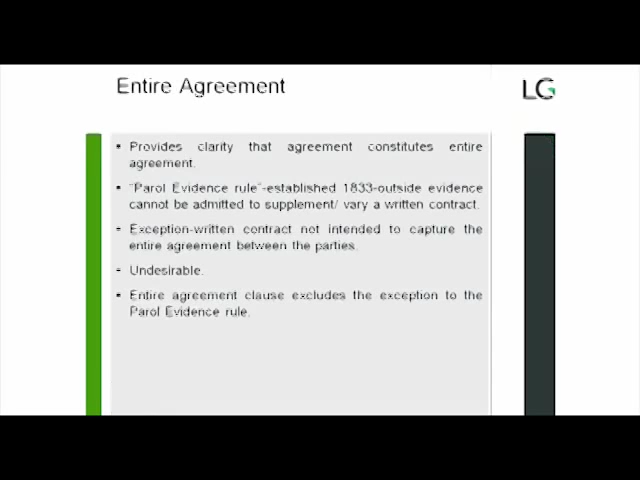 Entire Agreement
LG
Provides clarity that agreement constitutes entire
agreement.
"Parol Evidence rule"-established 1833-outside evidence
cannot be admitted to supplement/ vary a written contract.
Exception-written contract not intended to capture the
entire agreement between the parties.
Undesirable.
Entire agreement clause excludes the exception to the
Parol Evidence rule.